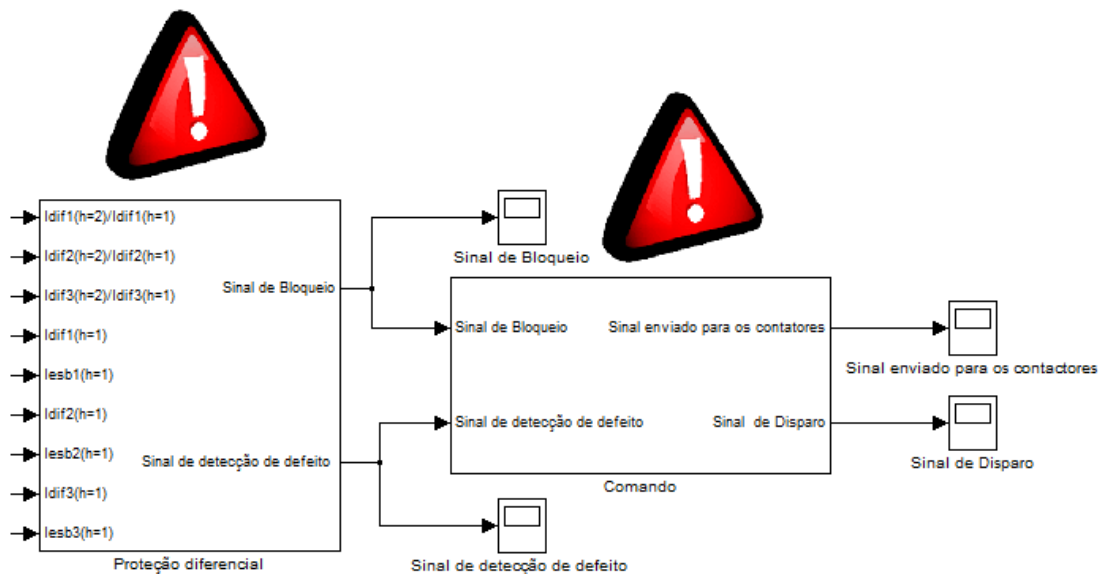 Idif1(h=2)/Idif1(h=1)
Idif2(h=2)/Idif2(h=1)
Idif3(h=2)/Idif3(h=1)
Idif1(h=1)
Iesb1(h=1)
Idif2(h=1)
Iesb2(h=1)
Idif3(h=1)
Iesb3(h=1)
Sinal de Bloqueio
Sinal de detecção de defeito
Proteção diferencial
Sinal de Bloqueio
Sinal de Bloqueio
Sinal de detecção de defeito
Sinal enviado para os contatores
Sinal de Disparo
Comando
Sinal enviado para os contactores
Sinal de Disparo
Sinal de detecção de defeito